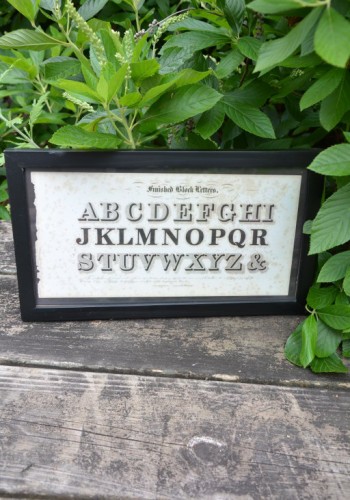 Finished Block Letters.
ABCDEFGHI
JKLMNOPQR
STUVWXYZ&